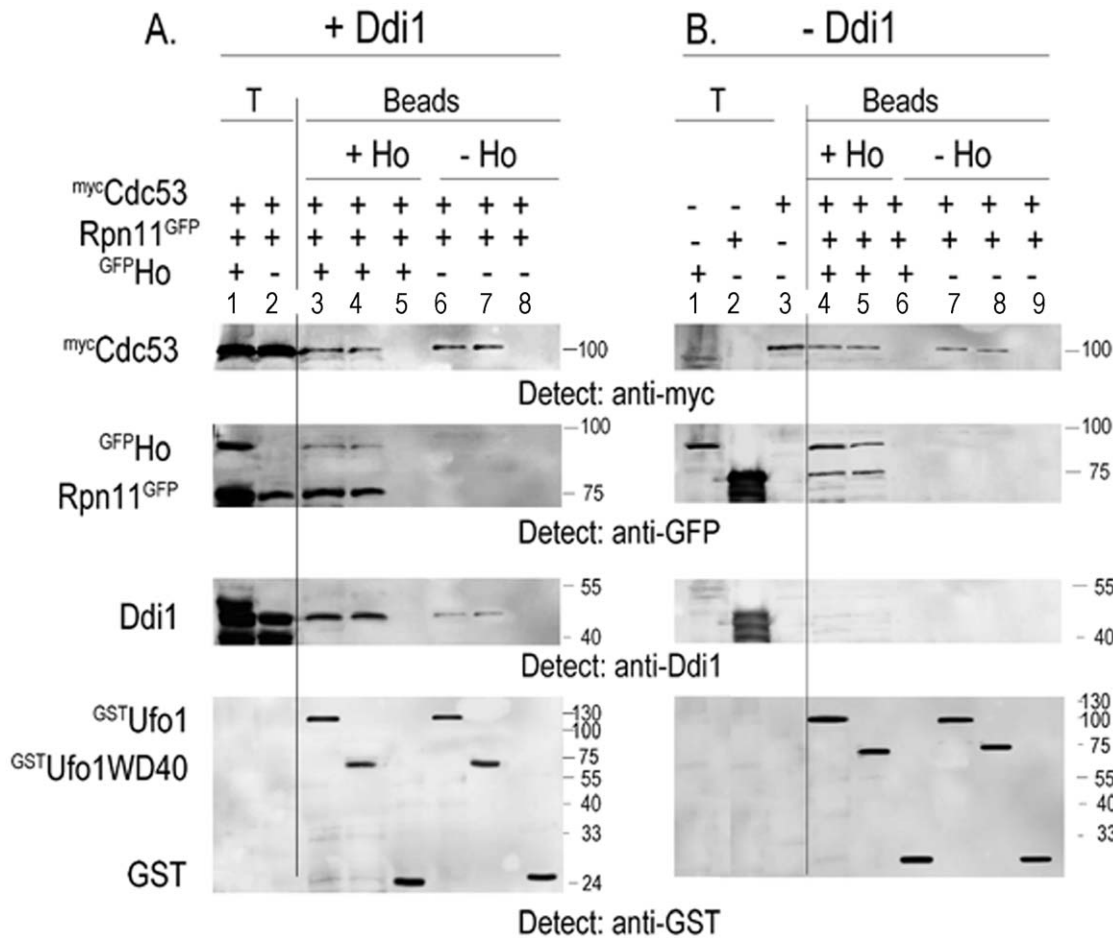 A. + Ddi1
T Beads
+ Ho - Ho
mycCdc53 + + + + + + + +
Rpn11GFP + + + + + + + +
GFPHo + - + + + - - -
1 2 3 4 5 6 7 8
mycCdc53 100
Detect: anti-myc
100
GFPHo
Rpn11GFP 75
Detect: anti-GFP
55
Ddi1
40
Detect: anti-Ddi1
GSTUfo1 130
100
GSTUfo1WD40 75
55
40
33
GST 24
Detect: anti-GST
B. - Ddi1
T Beads
+ Ho - Ho
- - + + + + + + +
- + - + + + + + +
+ - - + + + - - -
1 2 3 4 5 6 7 8 9
100
100
75
55
40
130
100
75
55
40
33